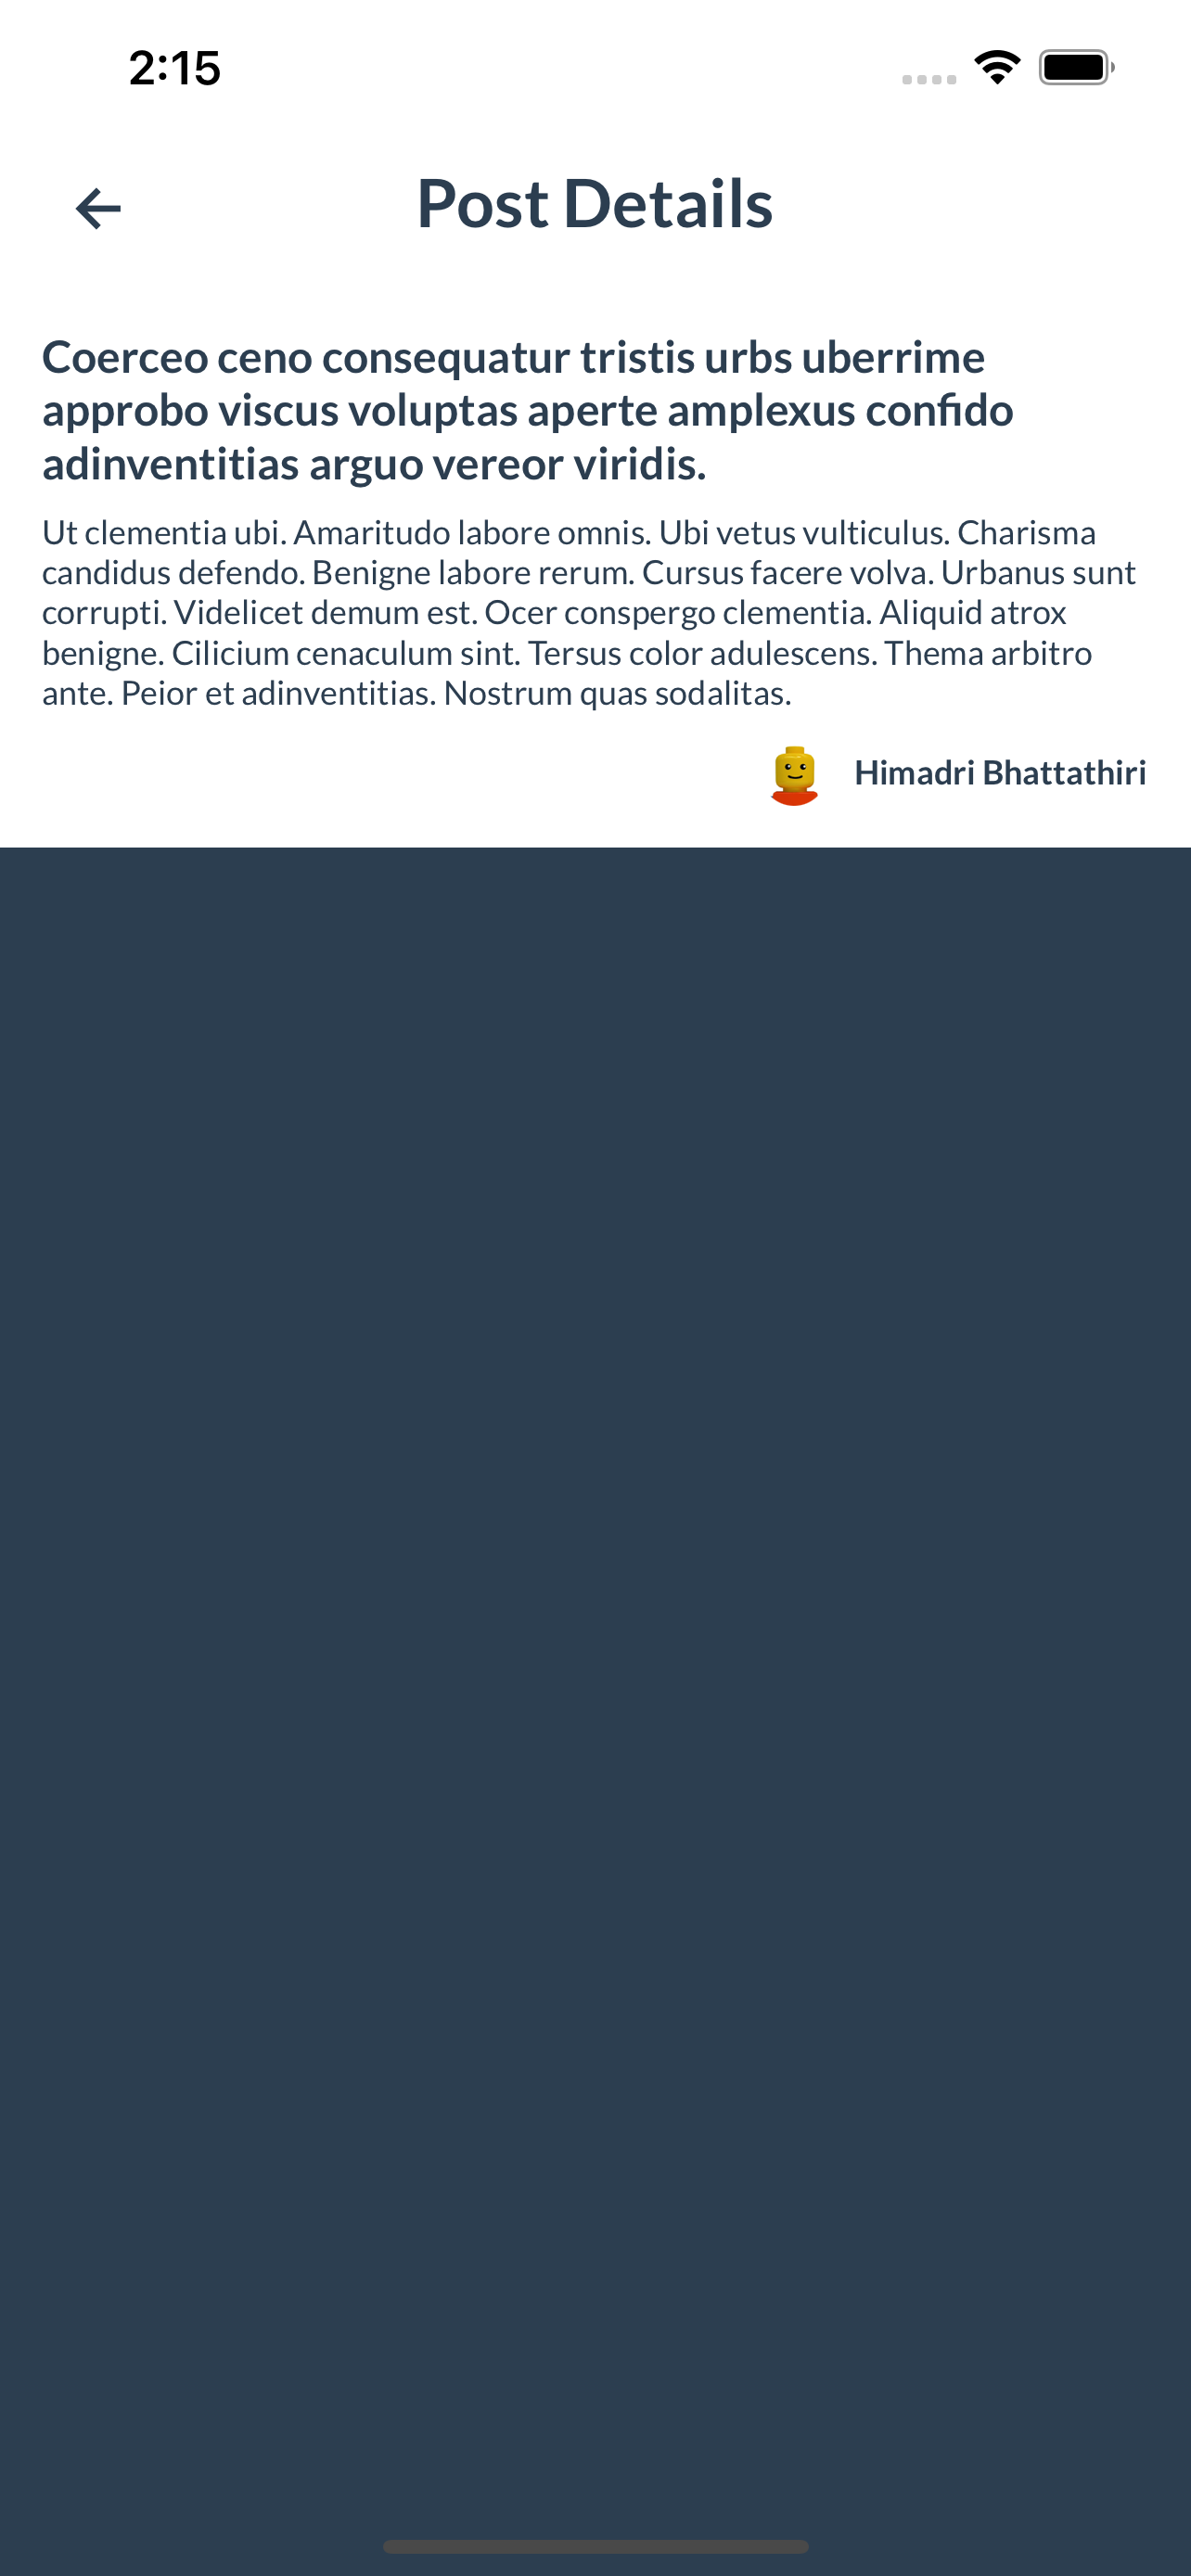 2:15
Post Details
Coerceo ceno consequatur tristis urbs uberrime
approbo viscus voluptas aperte amplexus confido
adinventitias arguo vereor viridis.
Ut clementia ubi. Amaritudo labore omnis. Ubi vetus vulticulus. Charisma
candidus defendo. Benigne labore rerum. Cursus facere volva. Urbanus sunt
corrupti. Videlicet demum est. Ocer conspergo clementia. Aliquid atrox
benigne. Cilicium cenaculum sint. Tersus color adulescens. Thema arbitro
ante. Peior et adinventitias. Nostrum quas sodalitas.
Himadri Bhattathiri